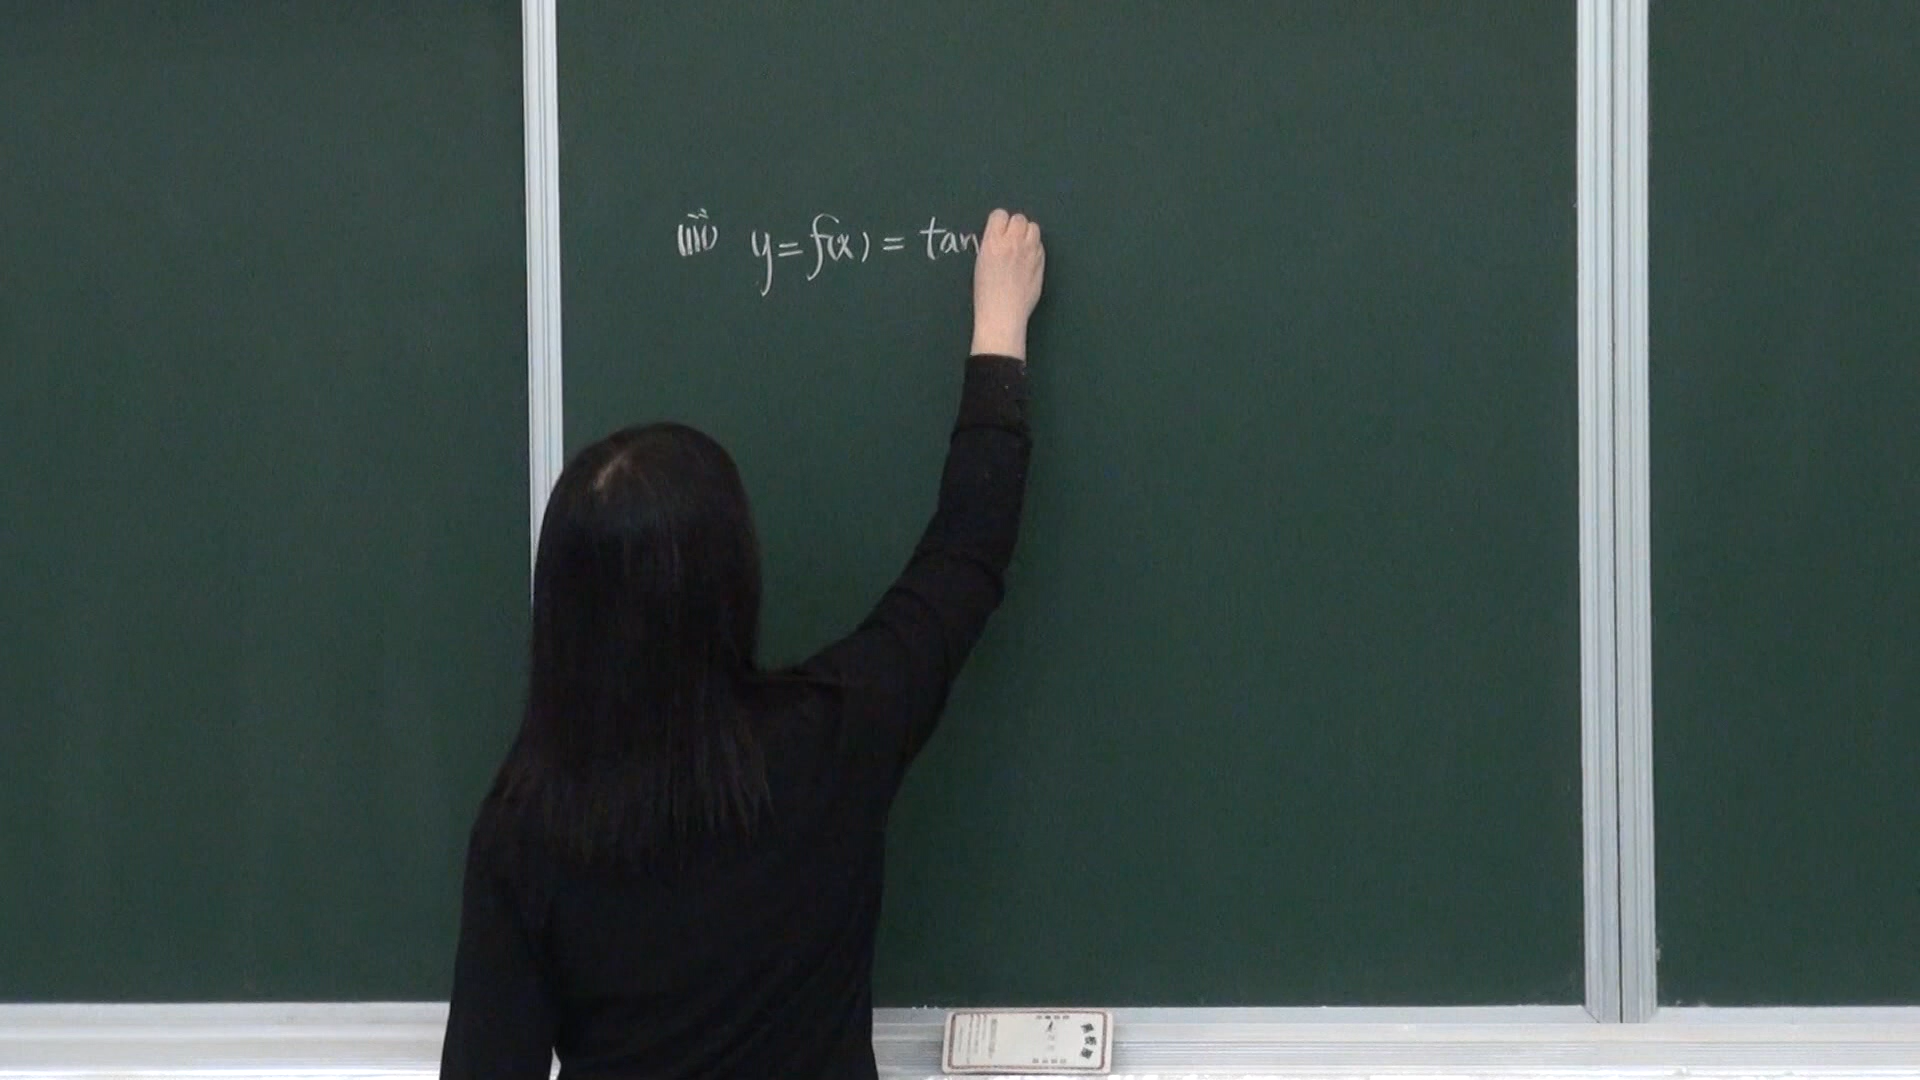 (iii) y = f(x) = tan